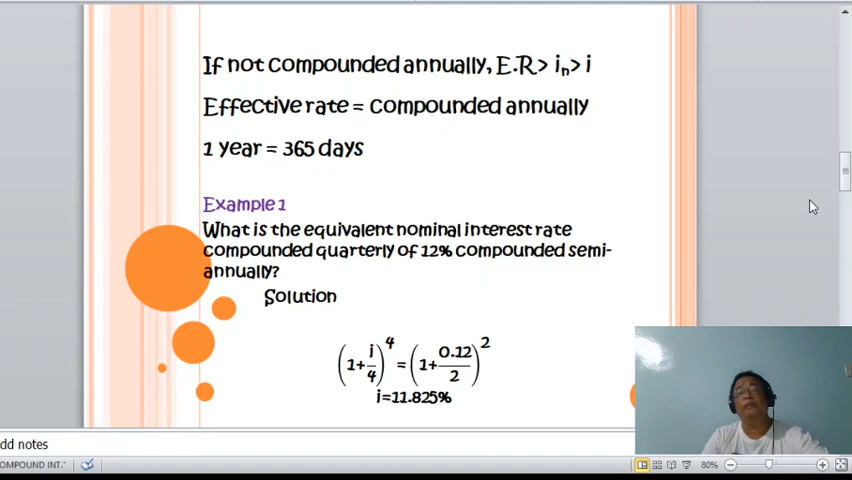 If not compounded annually, E.R> iₙ> i
Effective rate = compounded annually
1 year = 365 days
Example 1
What is the equivalent nominal interest rate
compounded quarterly of 12% compounded semi-
annually?
Solution
(1+i/4)^4 = (1+0.12/2)^2
i=11.825%
dd notes
OMPOUND INT."
80%